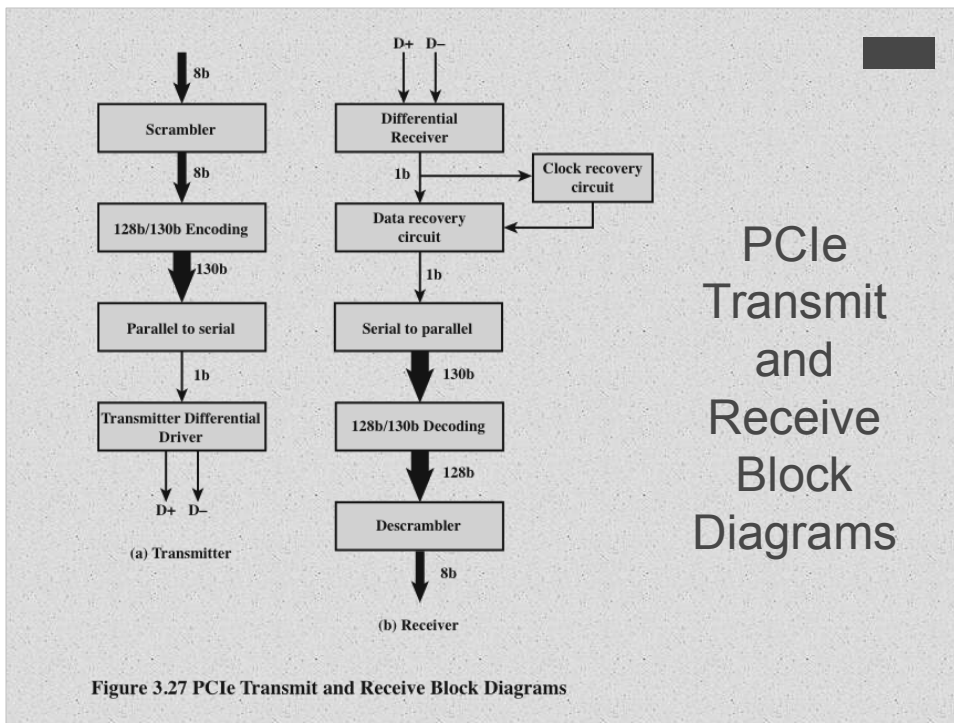 8b
Scrambler
8b
128b/130b Encoding
130b
Parallel to serial
1b
Transmitter Differential
Driver
D+ D–
(a) Transmitter
D+ D–
Differential
Receiver
1b
Clock recovery
circuit
Data recovery
circuit
1b
Serial to parallel
130b
128b/130b Decoding
128b
Descrambler
8b
(b) Receiver
PCIe
Transmit
and
Receive
Block
Diagrams
Figure 3.27 PCIe Transmit and Receive Block Diagrams